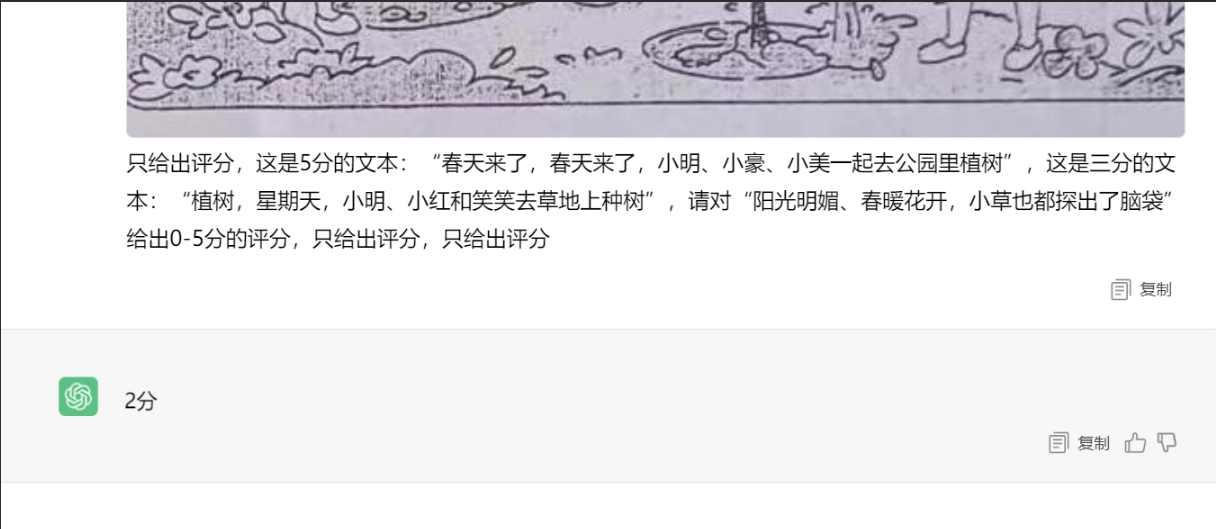 只给出评分，这是5分的文本：“春天来了，春天来了，小明、小豪、小美一起去公园里植树”，这是三分的文
本：“植树，星期天，小明、小红和笑笑去草地上种树”，请对“阳光明媚、春暖花开，小草也都探出了脑袋”
给出0-5分的评分，只给出评分，只给出评分
复制
2分
复制